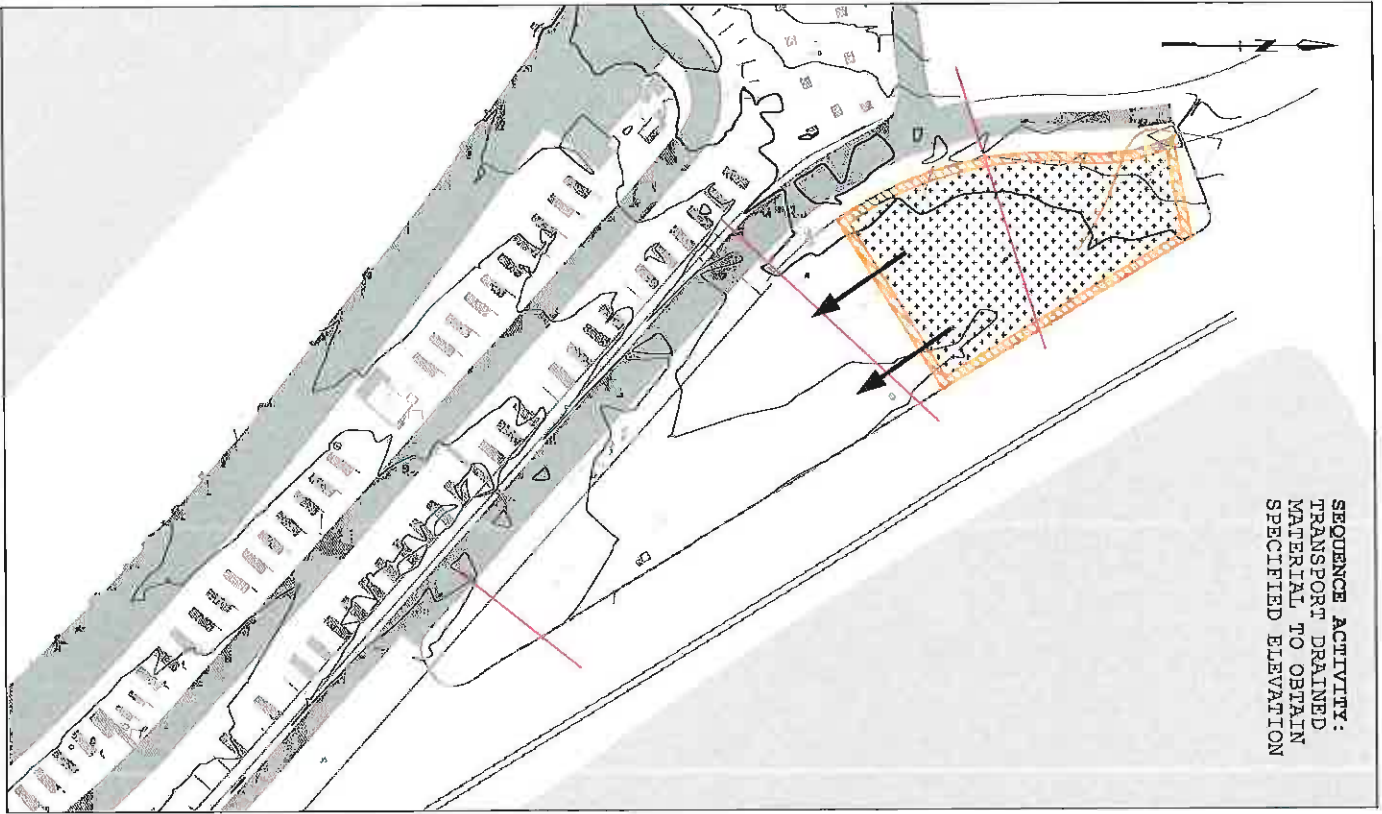 SEQUENCE ACTIVITY:
TRANSPORT DRAINED
MATERIAL TO OBTAIN
SPECIFIED ELEVATION
N